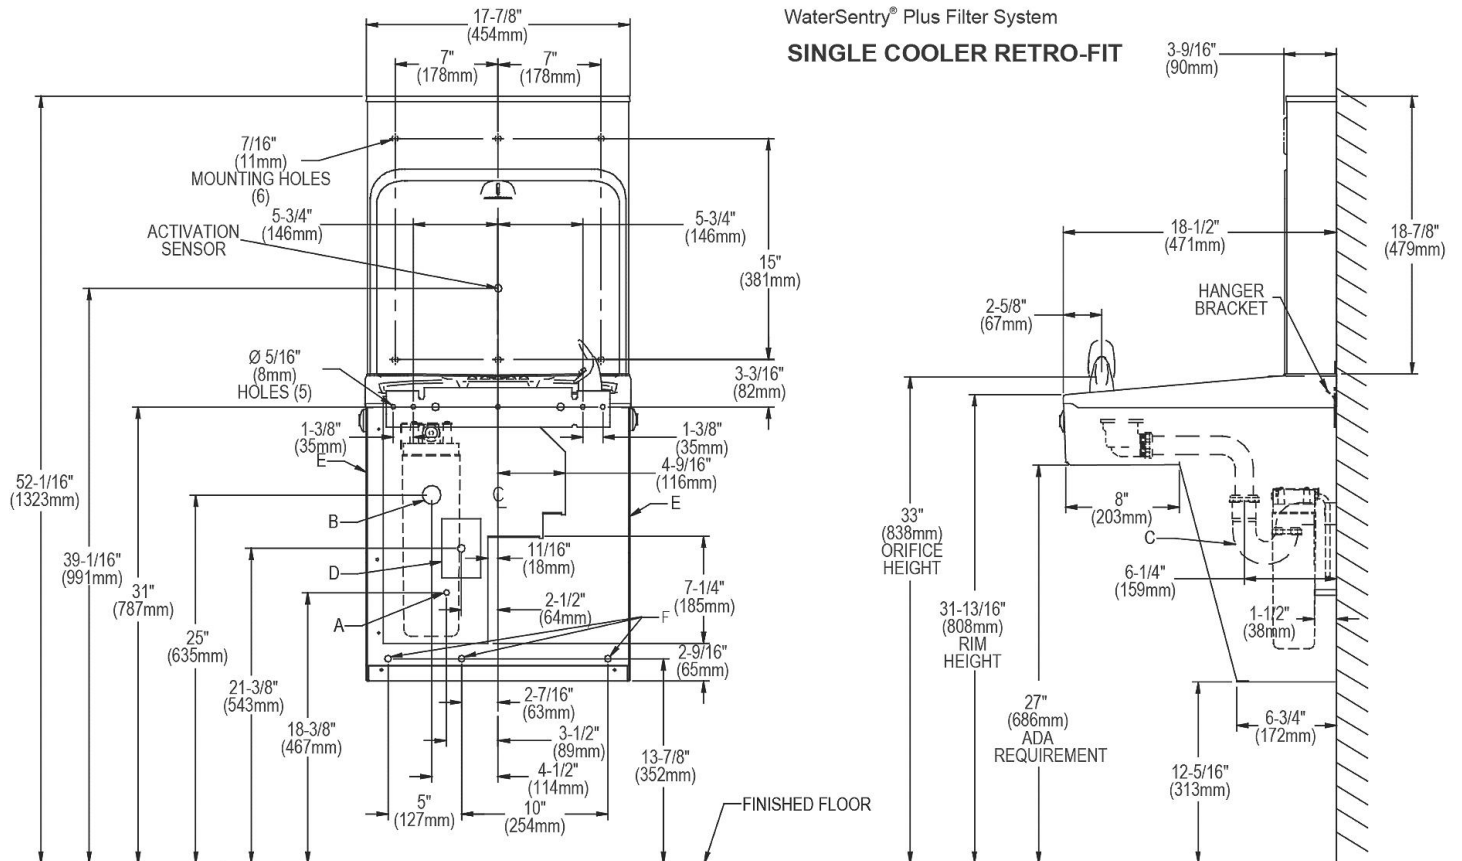 WaterSentry® Plus Filter System
SINGLE COOLER RETRO-FIT
17-7/8"
(454mm)
7"
(178mm)
7"
(178mm)
7/16"
(11mm)
MOUNTING HOLES
(6)
5-3/4"
(146mm)
5-3/4"
(146mm)
ACTIVATION
SENSOR
15"
(381mm)
Ø 5/16"
(8mm)
HOLES (5)
3-3/16"
(82mm)
1-3/8"
(35mm)
1-3/8"
(35mm)
E
4-9/16"
(116mm)
52-1/16"
(1323mm)
C
L
E
B
39-1/16"
(991mm)
D
11/16"
(18mm)
31"
(787mm)
7-1/4"
(185mm)
2-1/2"
(64mm)
A
F
25"
(635mm)
2-9/16"
(65mm)
21-3/8"
(543mm)
2-7/16"
(63mm)
18-3/8"
(467mm)
3-1/2"
(89mm)
13-7/8"
(352mm)
4-1/2"
(114mm)
5"
(127mm)
10"
(254mm)
FINISHED FLOOR
3-9/16"
(90mm)
18-1/2"
(471mm)
18-7/8"
(479mm)
HANGER
BRACKET
2-5/8"
(67mm)
8"
(203mm)
33"
(838mm)
ORIFICE
HEIGHT
C
6-1/4"
(159mm)
31-13/16"
(808mm)
RIM
HEIGHT
1-1/2"
(38mm)
27"
(686mm)
ADA
REQUIREMENT
6-3/4"
(172mm)
12-5/16"
(313mm)